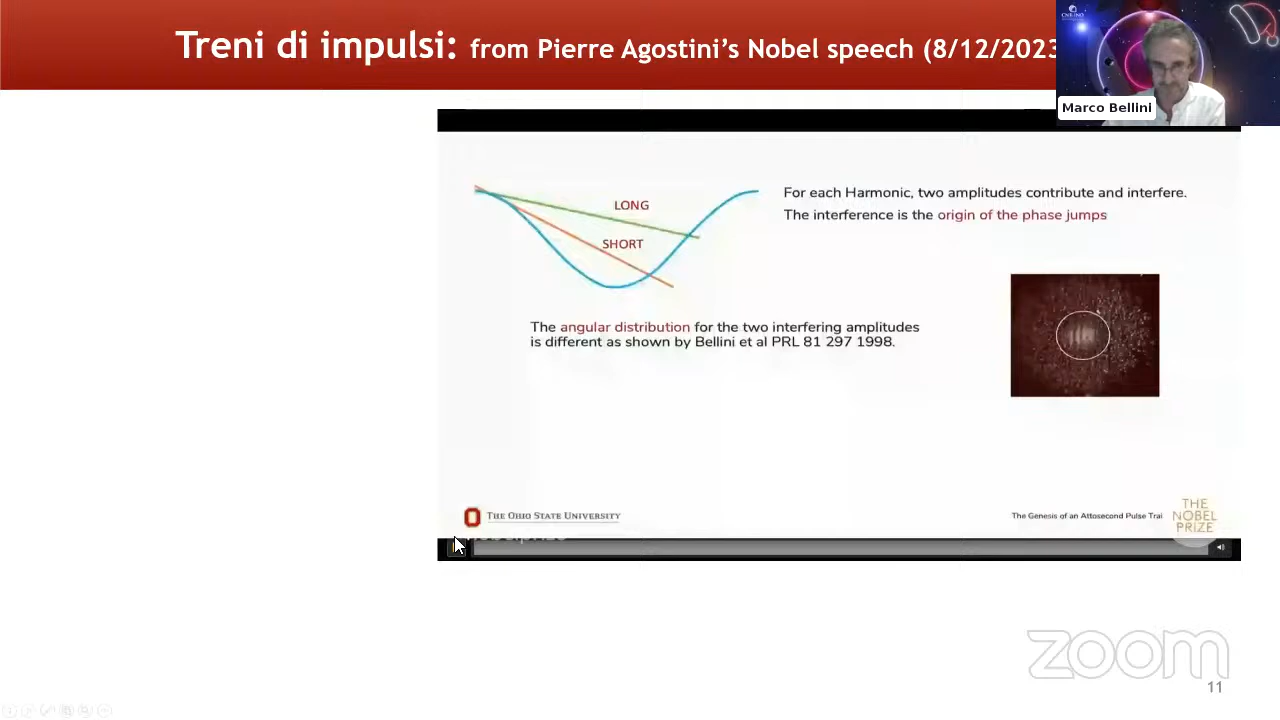 Treni di impulsi: from Pierre Agostini's Nobel speech (8/12/2023
CNR-INO
Marco Bellini
LONG
SHORT
For each Harmonic, two amplitudes contribute and interfere.
The interference is the origin of the phase jumps
The angular distribution for the two interfering amplitudes
is different as shown by Bellini et al PRL 81 297 1998.
THE OHIO STATE UNIVERSITY
The Genesis of an Attosecond Pulse Trai
THE
NOBEL
PRIZE
nobelprize
zoom
11